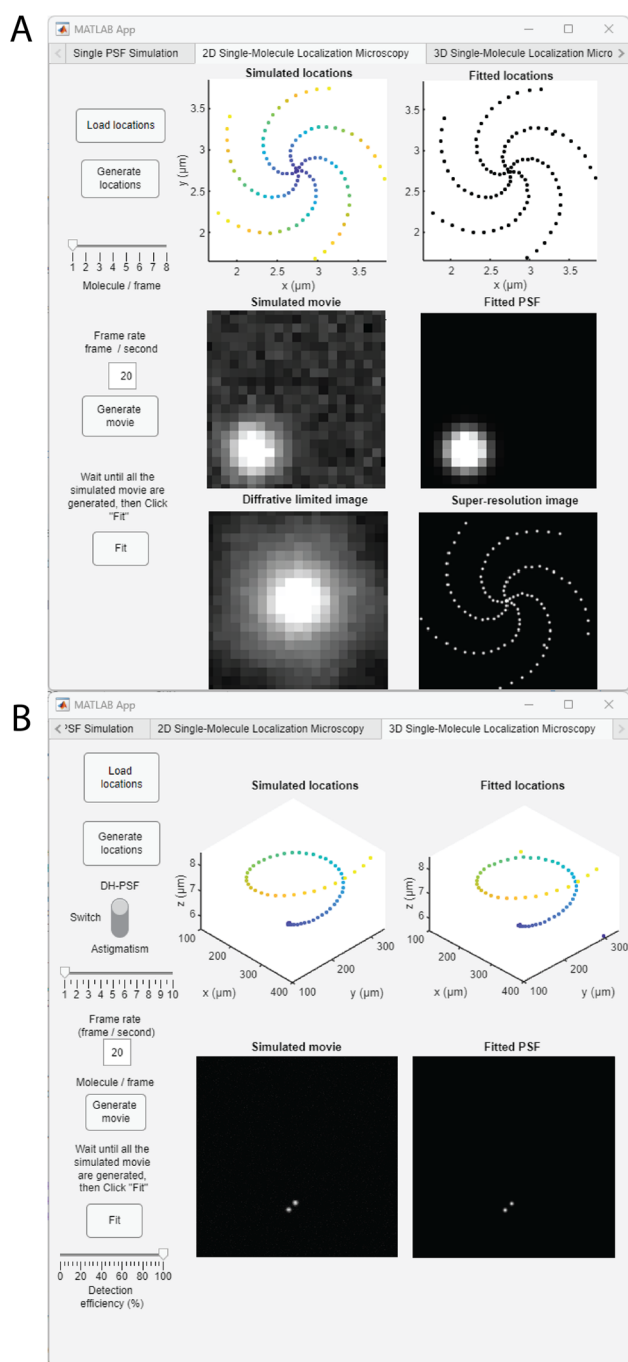 A
MATLAB App
Single PSF Simulation
2D Single-Molecule Localization Microscopy
3D Single-Molecule Localization Micro
Load locations
Generate
locations
1 2 3 4 5 6 7 8
Molecule / frame
Simulated locations
3.5
3
2.5
2
y (µm)
2 2.5 3 3.5
x (µm)
Fitted locations
3.5
3
2.5
2
2 2.5 3 3.5
x (µm)
Frame rate
frame / second
20
Generate
movie
Simulated movie
Fitted PSF
Wait until all the
simulated movie are
generated, then Click
"Fit"
Fit
Diffrative limited image
Super-resolution image
B
MATLAB App
PSF Simulation
2D Single-Molecule Localization Microscopy
3D Single-Molecule Localization Microscopy
Load
locations
Generate
locations
DH-PSF
Switch
Astigmatism
1 2 3 4 5 6 7 8 9 10
Simulated locations
8
7
6
z (µm)
100
200
300
400
x (µm)
100
200
300
y (µm)
Fitted locations
8
7
6
z (µm)
100
200
300
400
x (µm)
100
200
300
y (µm)
Frame rate
(frame / second)
20
Molecule / frame
Generate
movie
Wait until all the
simulated movie
are generated,
then Click "Fit"
Fit
0 20 40 60 80 100
Detection
efficiency (%)
Simulated movie
Fitted PSF